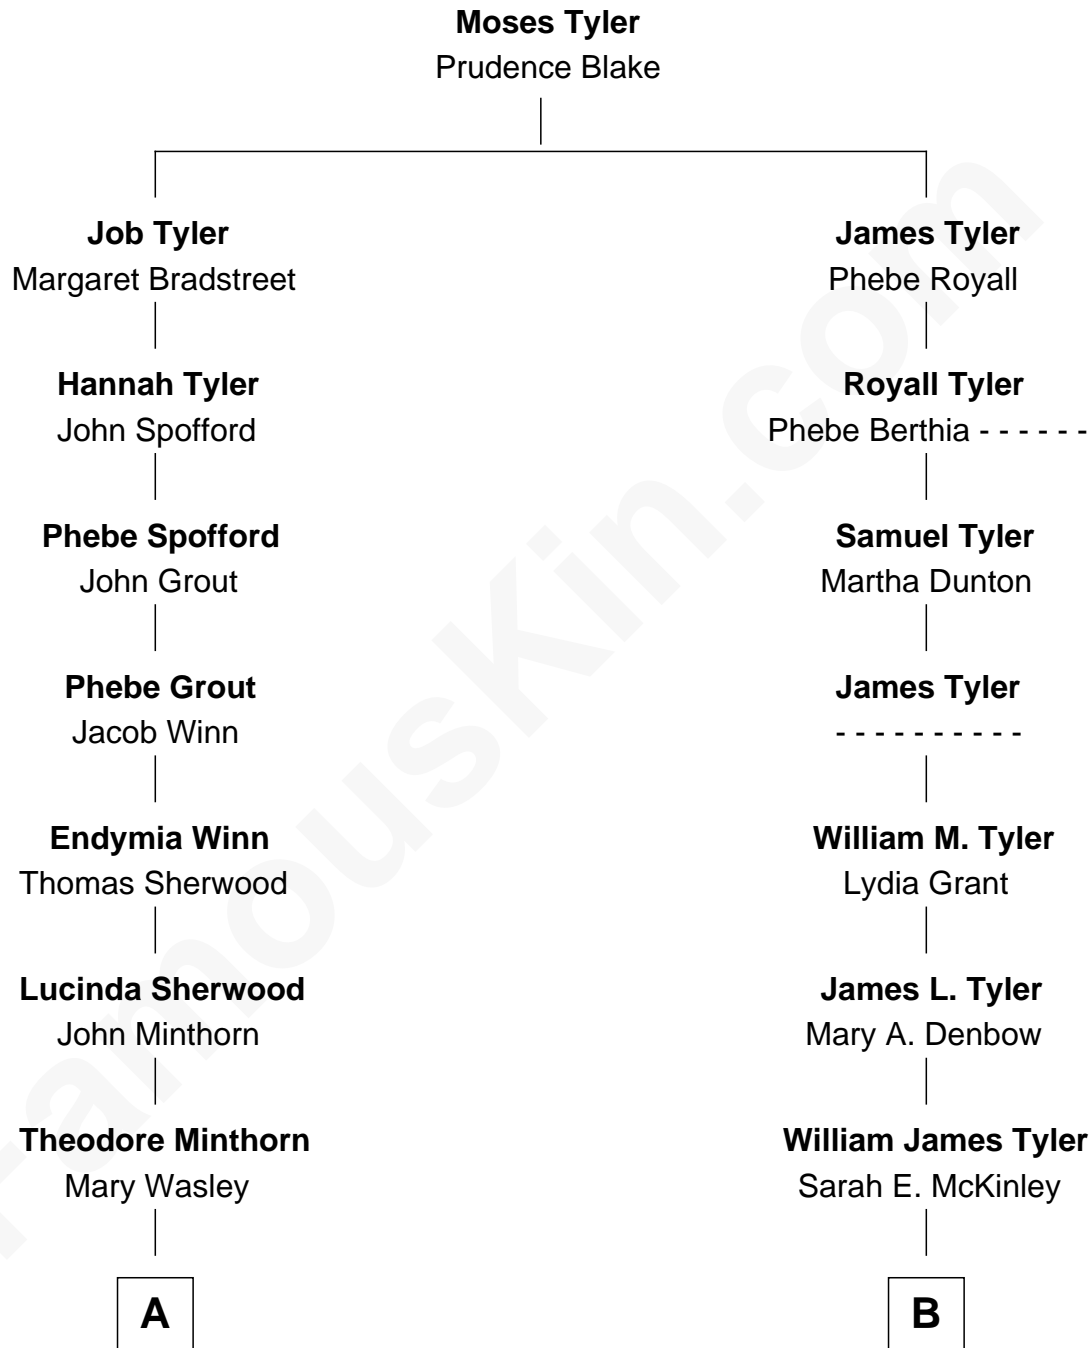 Moses Tyler
Prudence Blake
Job Tyler
Margaret Bradstreet
James Tyler
Phebe Royall
Hannah Tyler
John Spofford
Royall Tyler
Phebe Berthia - - - - - -
Phebe Spofford
John Grout
Samuel Tyler
Martha Dunton
Phebe Grout
Jacob Winn
James Tyler
- - - - - - - - - -
Endymia Winn
Thomas Sherwood
William M. Tyler
Lydia Grant
Lucinda Sherwood
John Minthorn
James L. Tyler
Mary A. Denbow
Theodore Minthorn
Mary Wasley
William James Tyler
Sarah E. McKinley
A
B
FamousKin.com